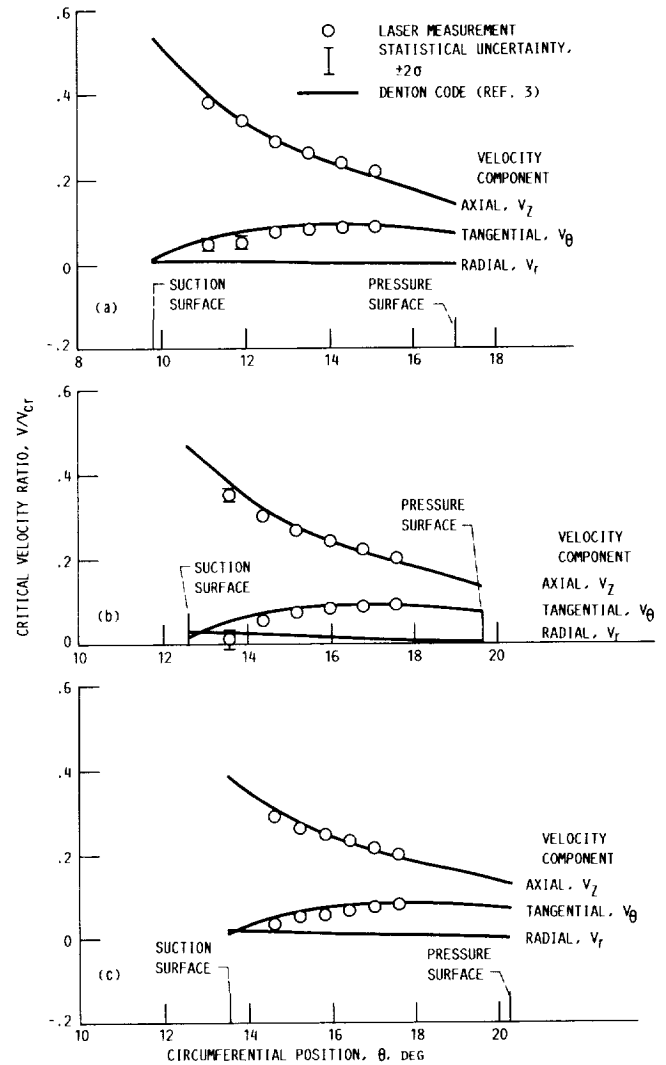 .6
.4
.2
0
-.2
8
10
12
14
16
18
LASER MEASUREMENT
STATISTICAL UNCERTAINTY,
±2σ
DENTON CODE (REF. 3)
VELOCITY
COMPONENT
AXIAL, VZ
TANGENTIAL, Vθ
RADIAL, Vr
SUCTION
SURFACE
PRESSURE
SURFACE
(a)
CRITICAL VELOCITY RATIO, V/Vcr
.6
.4
.2
0
10
12
14
16
18
20
SUCTION
SURFACE
PRESSURE
SURFACE
VELOCITY
COMPONENT
AXIAL, VZ
TANGENTIAL, Vθ
RADIAL, Vr
(b)
.6
.4
.2
0
-.2
10
12
14
16
18
20
VELOCITY
COMPONENT
AXIAL, VZ
TANGENTIAL, Vθ
RADIAL, Vr
SUCTION
SURFACE
PRESSURE
SURFACE
(c)
CIRCUMFERENTIAL POSITION, θ, DEG